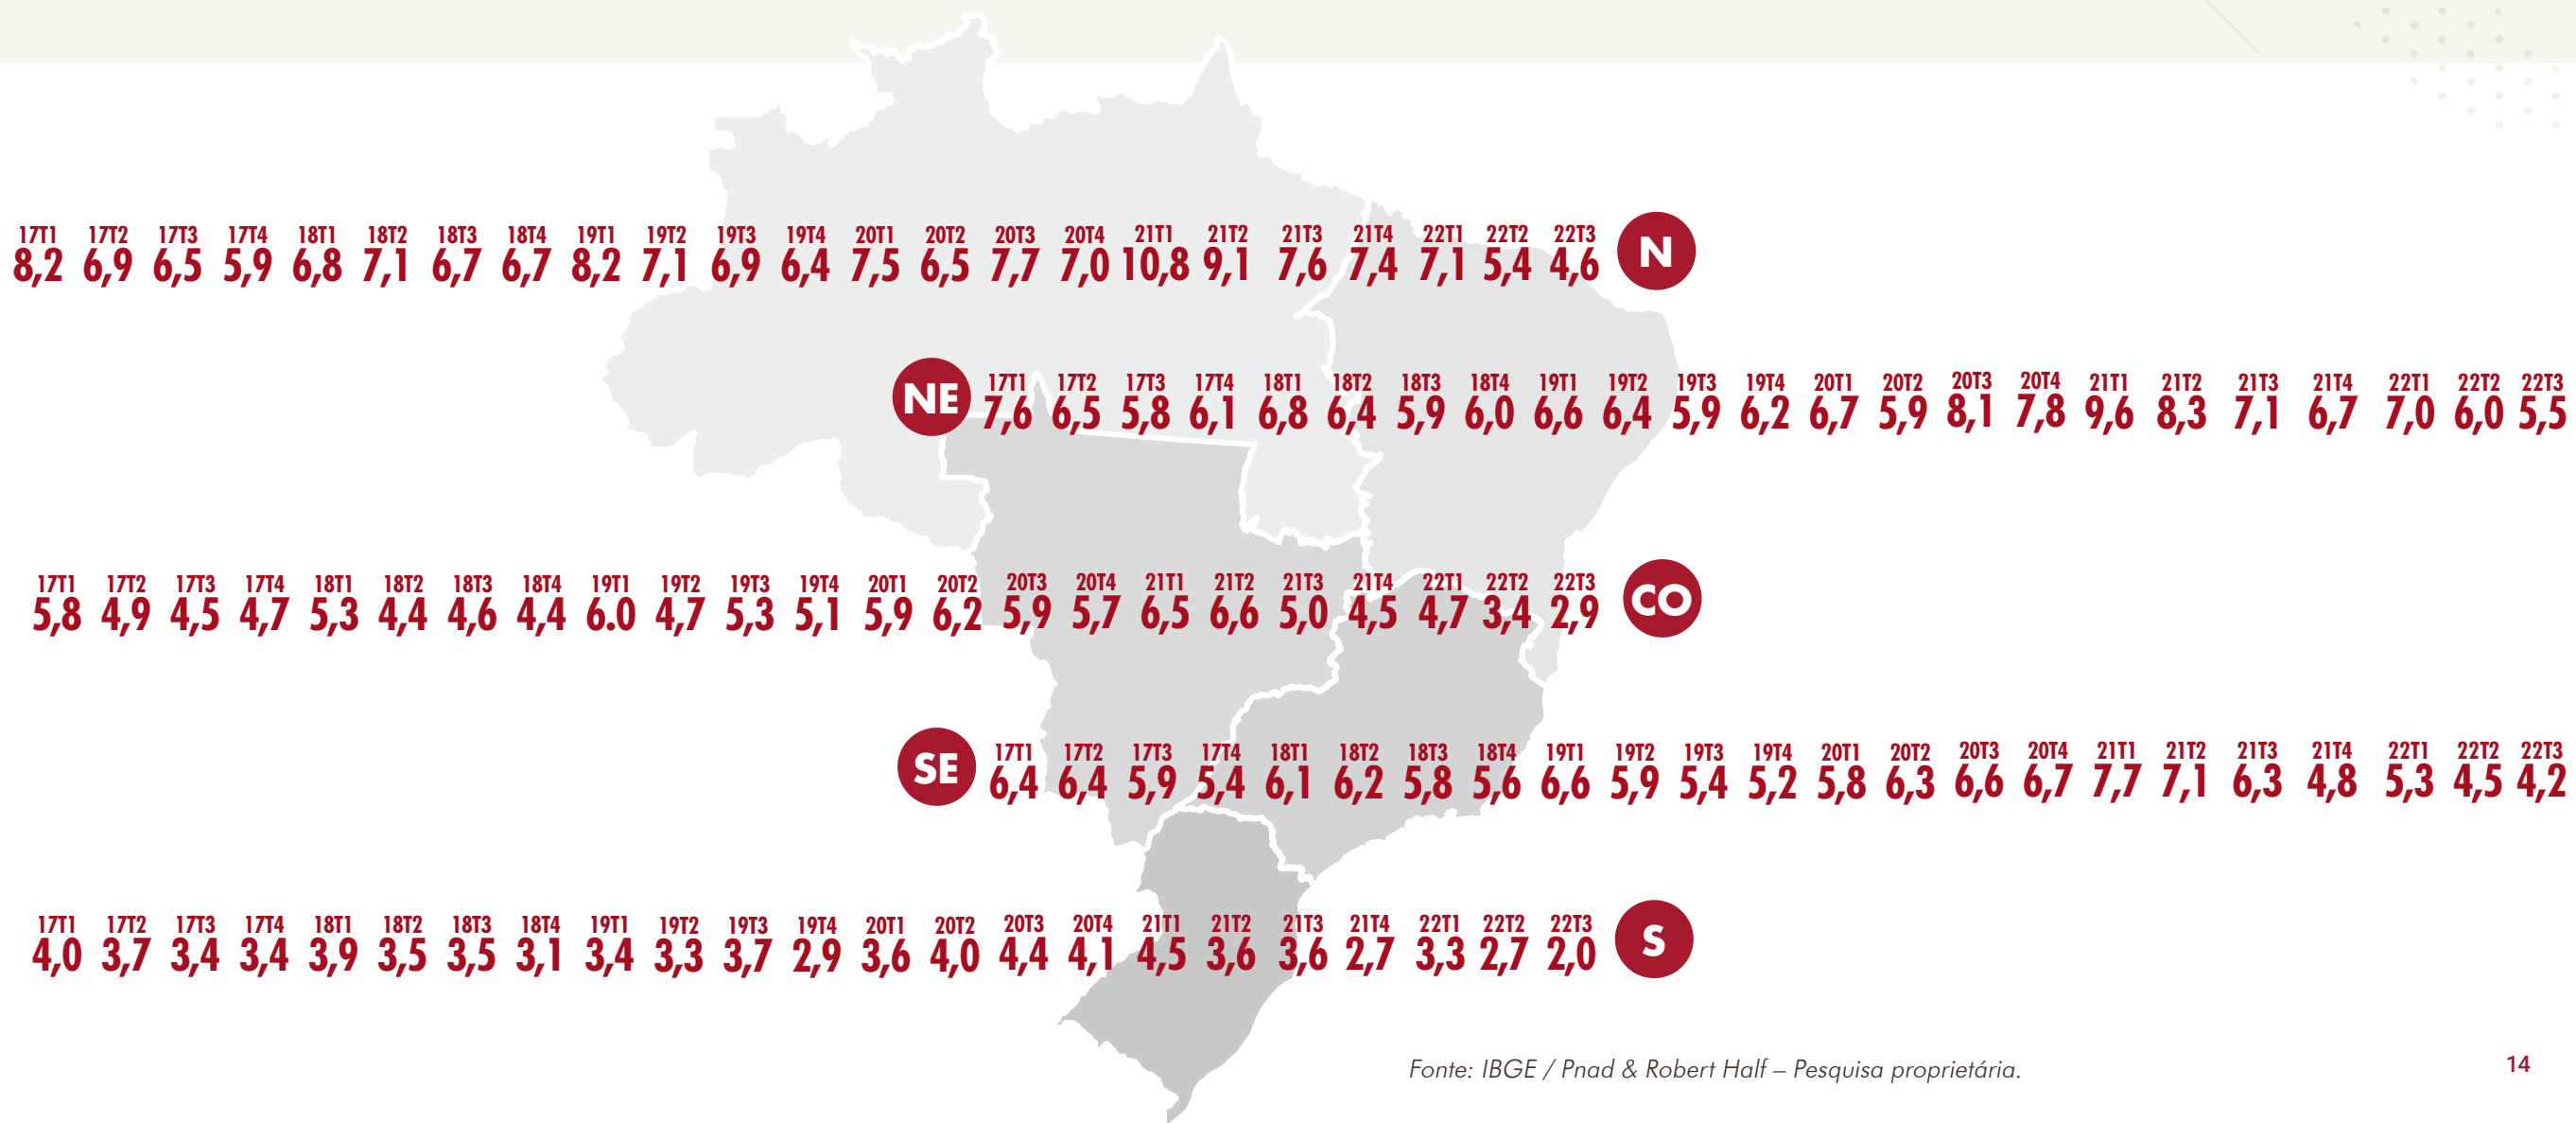 17T1 17T2 17T3 17T4 18T1 18T2 18T3 18T4 19T1 19T2 19T3 19T4 20T1 20T2 20T3 20T4 21T1 21T2 21T3 21T4 22T1 22T2 22T3
8,2 6,9 6,5 5,9 6,8 7,1 6,7 6,7 8,2 7,1 6,9 6,4 7,5 6,5 7,7 7,0 10,8 9,1 7,6 7,4 7,1 5,4 4,6
N
NE
17T1 17T2 17T3 17T4 18T1 18T2 18T3 18T4 19T1 19T2 19T3 19T4 20T1 20T2 20T3 20T4 21T1 21T2 21T3 21T4 22T1 22T2 22T3
7,6 6,5 5,8 6,1 6,8 6,4 5,9 6,0 6,6 6,4 5,9 6,2 6,7 5,9 8,1 7,8 9,6 8,3 7,1 6,7 7,0 6,0 5,5
17T1 17T2 17T3 17T4 18T1 18T2 18T3 18T4 19T1 19T2 19T3 19T4 20T1 20T2 20T3 20T4 21T1 21T2 21T3 21T4 22T1 22T2 22T3
5,8 4,9 4,5 4,7 5,3 4,4 4,6 4,4 6.0 4,7 5,3 5,1 5,9 6,2 5,9 5,7 6,5 6,6 5,0 4,5 4,7 3,4 2,9
CO
SE
17T1 17T2 17T3 17T4 18T1 18T2 18T3 18T4 19T1 19T2 19T3 19T4 20T1 20T2 20T3 20T4 21T1 21T2 21T3 21T4 22T1 22T2 22T3
6,4 6,4 5,9 5,4 6,1 6,2 5,8 5,6 6,6 5,9 5,4 5,2 5,8 6,3 6,6 6,7 7,7 7,1 6,3 4,8 5,3 4,5 4,2
17T1 17T2 17T3 17T4 18T1 18T2 18T3 18T4 19T1 19T2 19T3 19T4 20T1 20T2 20T3 20T4 21T1 21T2 21T3 21T4 22T1 22T2 22T3
4,0 3,7 3,4 3,4 3,9 3,5 3,5 3,1 3,4 3,3 3,7 2,9 3,6 4,0 4,4 4,1 4,5 3,6 3,6 2,7 3,3 2,7 2,0
S
Fonte: IBGE / Pnad & Robert Half – Pesquisa proprietária.
14